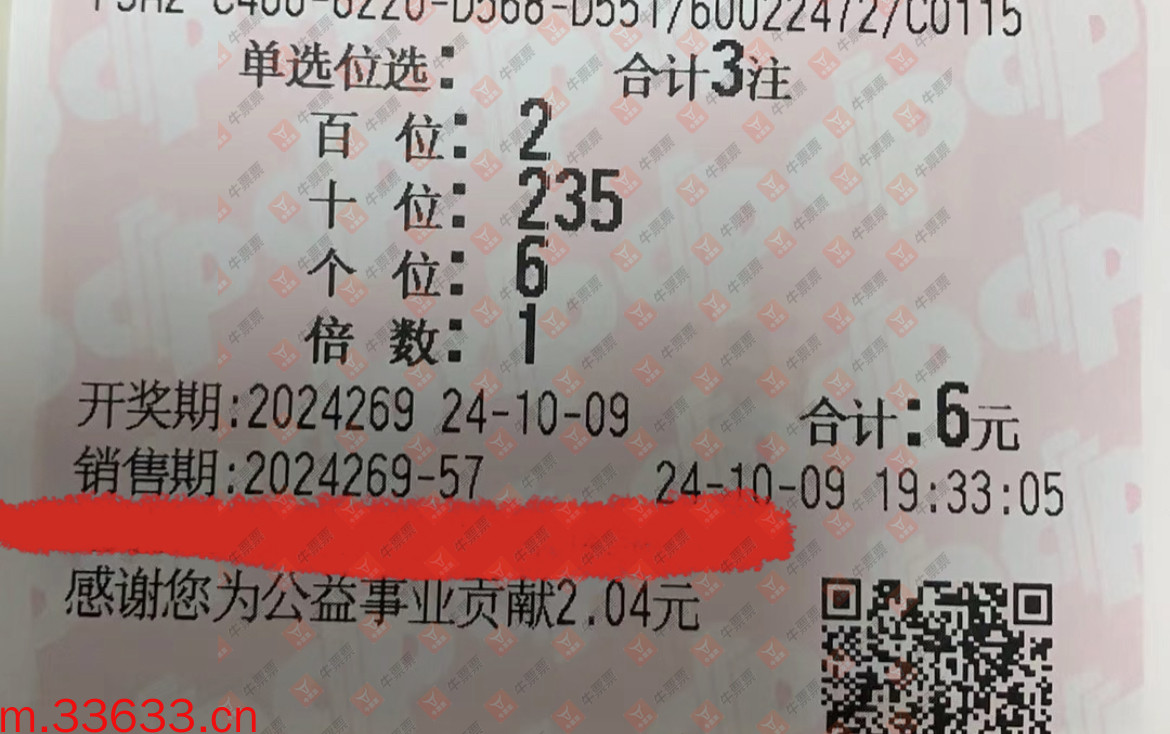 单选位选: 合计3注
百 位: 2
十 位: 235
个 位: 6
倍 数: 1
开奖期:2024269 24-10-09 合计:6元
销售期:2024269-57 24-10-09 19:33:05
感谢您为公益事业贡献2.04元
m.33633.cn
牛票票